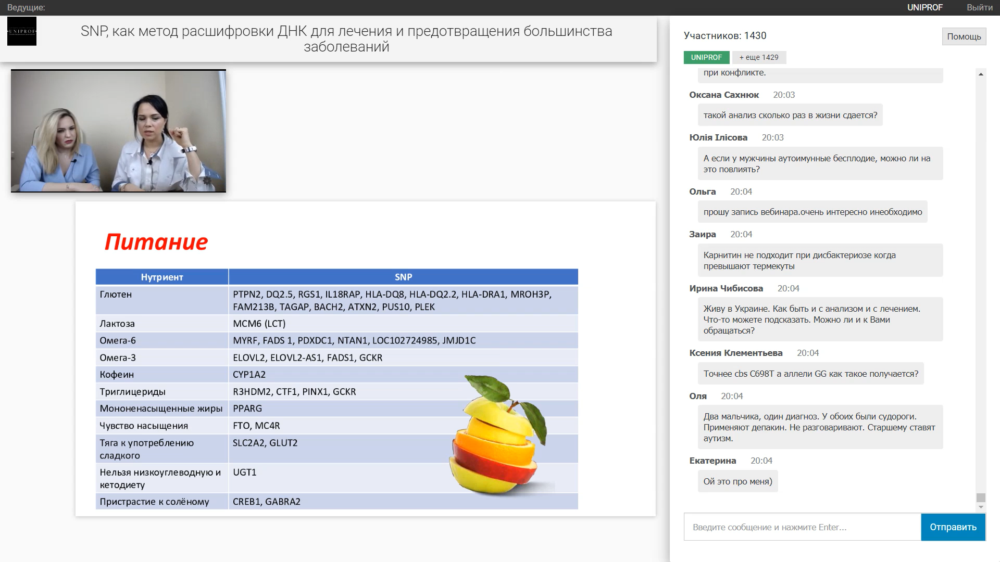 Ведущие:
UNIPROF
Выйти
UNIPROF
SNP, как метод расшифровки ДНК для лечения и предотвращения большинства
заболеваний
Питание
Нутриент
SNP
Глютен
PTPN2, DQ2.5, RGS1, IL18RAP, HLA-DQ8, HLA-DQ2.2, HLA-DRA1, MROH3P,
FAM213B, TAGAP, BACH2, ATXN2, PUS10, PLEK
Лактоза
MCM6 (LCT)
Омега-6
MYRF, FADS 1, PDXDC1, NTAN1, LOC102724985, JMJD1C
Омега-3
ELOVL2, ELOVL2-AS1, FADS1, GCKR
Кофеин
CYP1A2
Триглицериды
R3HDM2, CTF1, PINX1, GCKR
Мононенасыщенные жиры
PPARG
Чувство насыщения
FTO, MC4R
Тяга к употреблению
сладкого
SLC2A2, GLUT2
Нельзя низкоуглеводную и
кетодиету
UGT1
Пристрастие к солёному
CREB1, GABRA2
Участников: 1430
Помощь
UNIPROF
+ еще 1429
при конфликте.
Оксана Сахнюк 20:03
такой анализ сколько раз в жизни сдается?
Юлія Ілісова 20:03
А если у мужчины аутоимунные бесплодие, можно ли на
это повлиять?
Ольга 20:04
прошу запись вебинара.очень интересно инеобходимо
Заира 20:04
Карнитин не подходит при дисбактериозе когда
превышают термекуты
Ирина Чибисова 20:04
Живу в Украине. Как быть и с анализом и с лечением.
Что-то можете подсказать. Можно ли и к Вами
обращаться?
Ксения Клементьева 20:04
Точнее cbs C698T а аллели GG как такое получается?
Оля 20:04
Два мальчика, один диагноз. У обоих были судороги.
Применяют депакин. Не разговаривают. Старшему ставят
аутизм.
Екатерина 20:04
Ой это про меня)
Введите сообщение и нажмите Enter...
Отправить